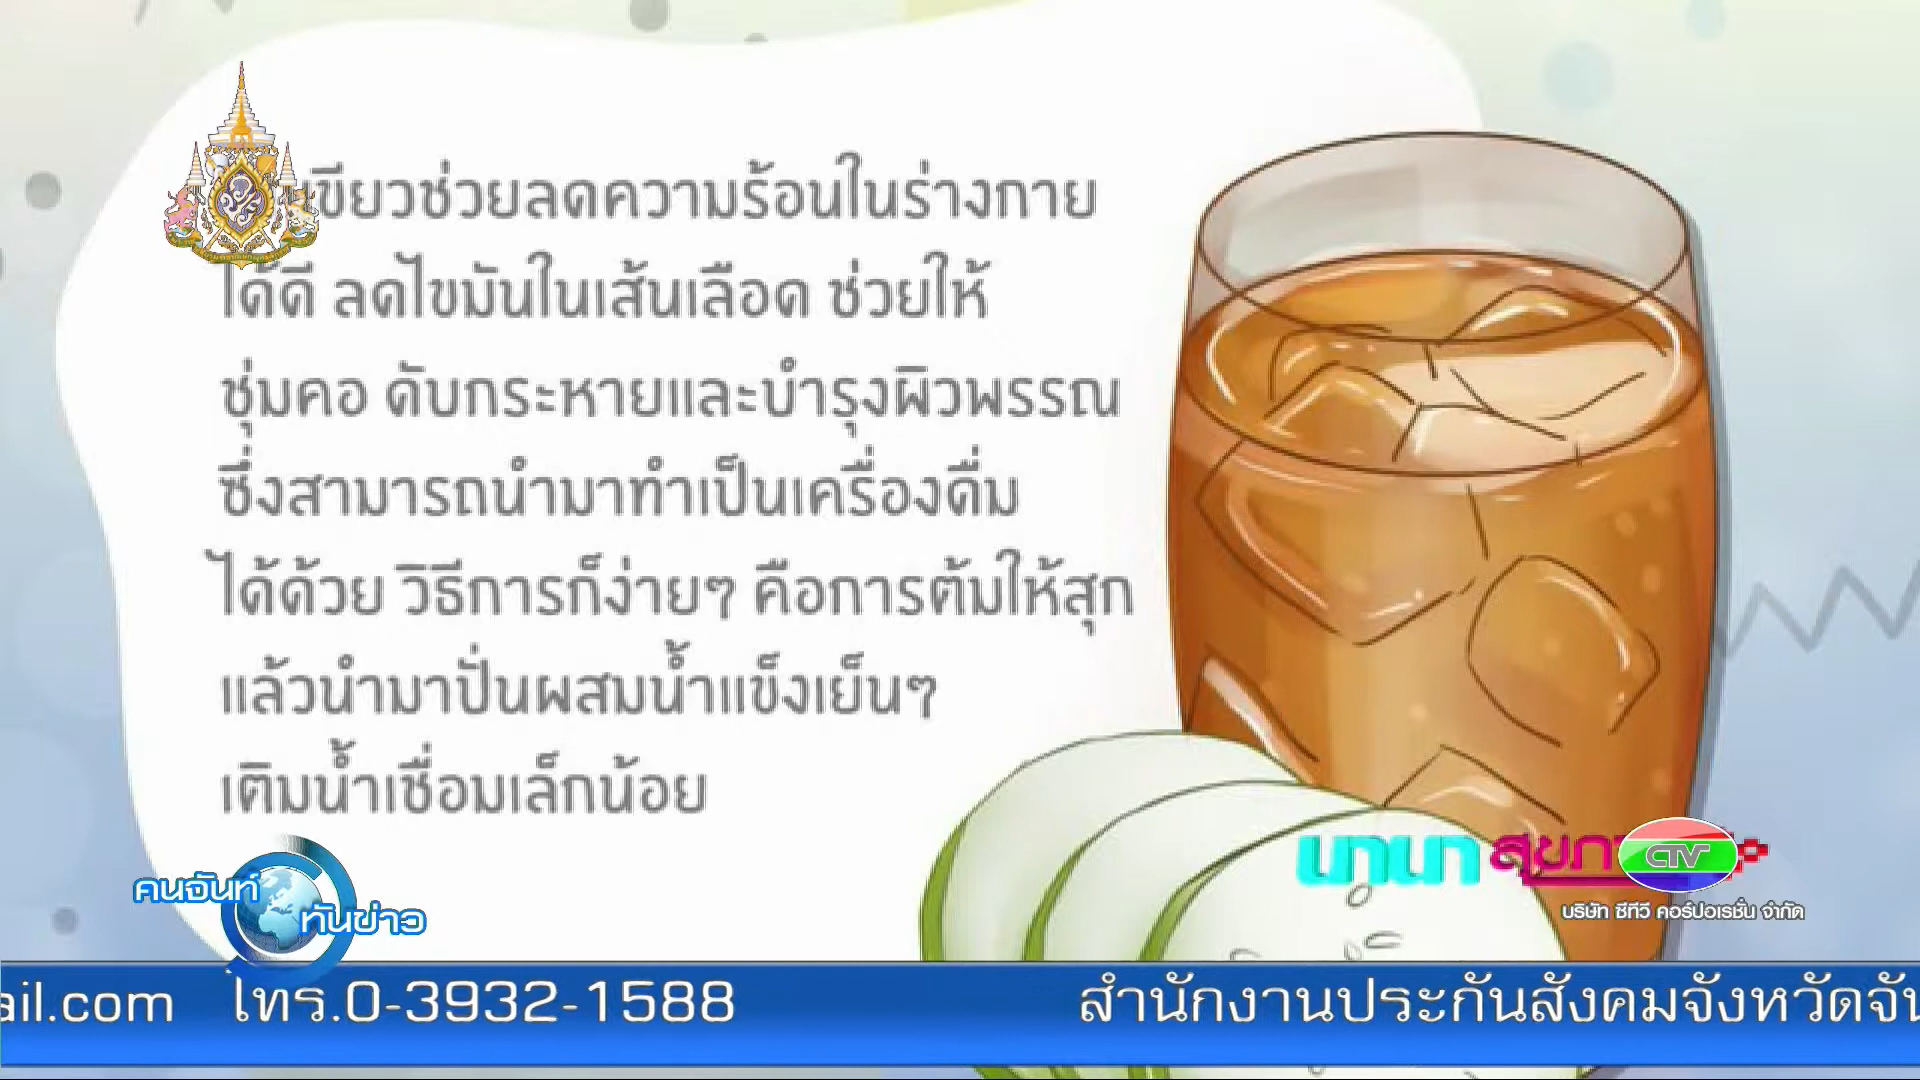 เขียวช่วยลดความร้อนในร่างกาย
ได้ดี ลดไขมันในเส้นเลือด ช่วยให้
ชุ่มคอ ดับกระหายและบำรุงผิวพรรณ
ซึ่งสามารถนำมาทำเป็นเครื่องดื่ม
ได้ด้วย วิธีการก็ง่ายๆ คือการต้มให้สุก
แล้วนำมาปั่นผสมน้ำแข็งเย็นๆ
เติมน้ำเชื่อมเล็กน้อย
นานา
CTV
บริษัท ซีทีวี คอร์ปอเรชั่น จำกัด
คนจันท์
ทันข่าว
ail.com โทร.0-3932-1588 สำนักงานประกันสังคมจังหวัดจัน